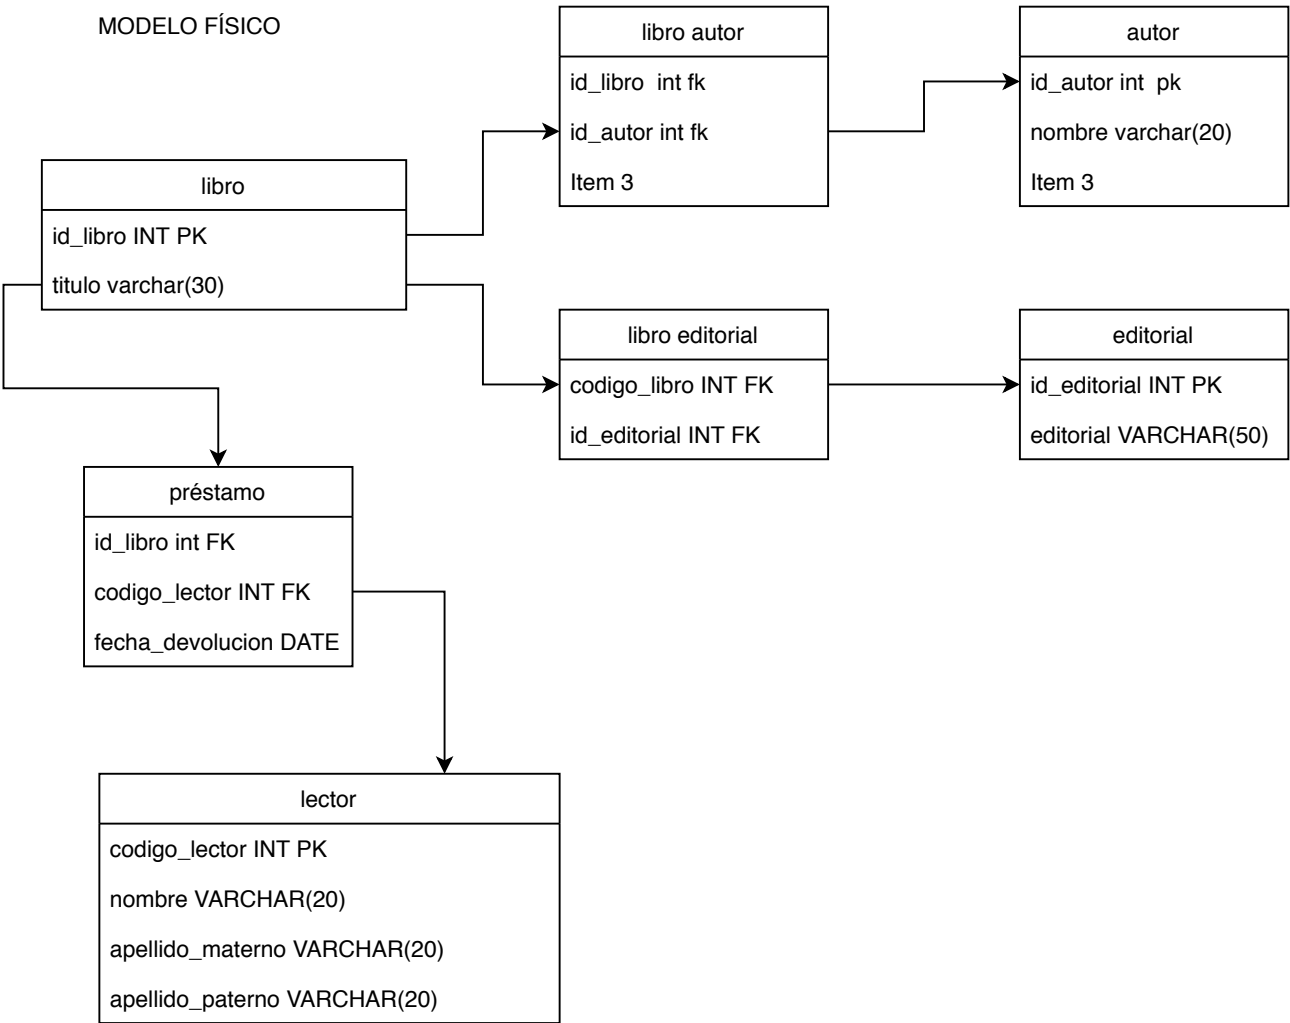 MODELO FÍSICO
libro autor
id_libro  int fk
id_autor int fk
Item 3
autor
id_autor int  pk
nombre varchar(20)
Item 3
libro
id_libro INT PK
titulo varchar(30)
libro editorial
codigo_libro INT FK
id_editorial INT FK
editorial
id_editorial INT PK
editorial VARCHAR(50)
préstamo
id_libro int FK
codigo_lector INT FK
fecha_devolucion DATE
lector
codigo_lector INT PK
nombre VARCHAR(20)
apellido_materno VARCHAR(20)
apellido_paterno VARCHAR(20)